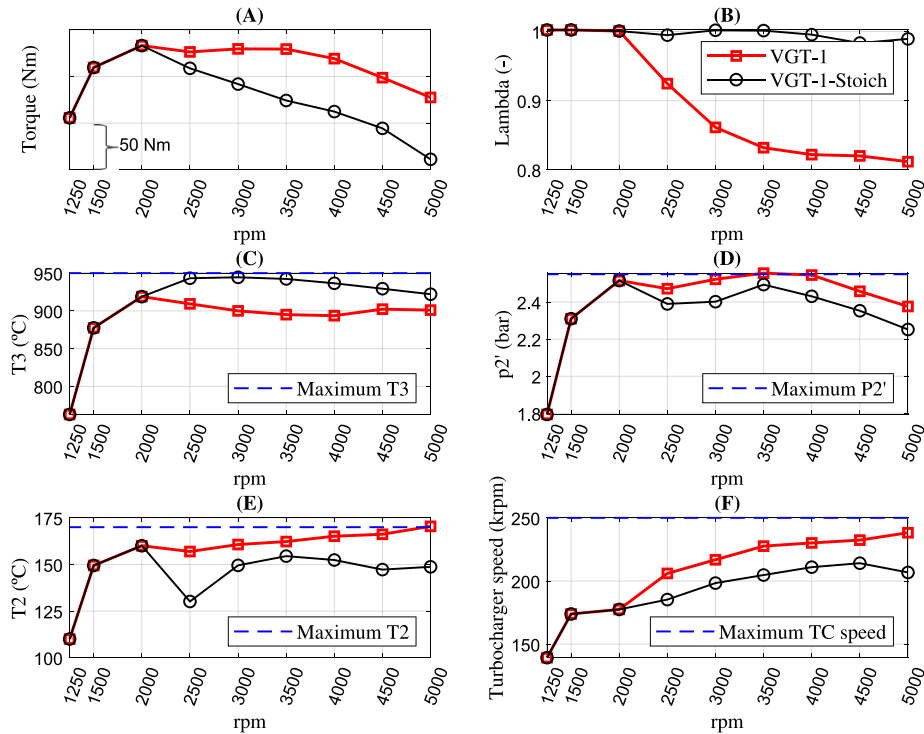 (A)
Torque (Nm)
50 Nm
1250 1500 2000 2500 3000 3500 4000 4500 5000
rpm
(B)
Lambda (-)
1
0.9
0.8
VGT-1
VGT-1-Stoich
1250 1500 2000 2500 3000 3500 4000 4500 5000
rpm
(C)
T3 (ºC)
950
900
850
800
Maximum T3
1250 1500 2000 2500 3000 3500 4000 4500 5000
rpm
(D)
p2' (bar)
2.4
2.2
2
1.8
Maximum P2'
1250 1500 2000 2500 3000 3500 4000 4500 5000
rpm
(E)
T2 (ºC)
175
150
125
100
Maximum T2
1250 1500 2000 2500 3000 3500 4000 4500 5000
rpm
(F)
Turbocharger speed (krpm)
250
200
150
Maximum TC speed
1250 1500 2000 2500 3000 3500 4000 4500 5000
rpm